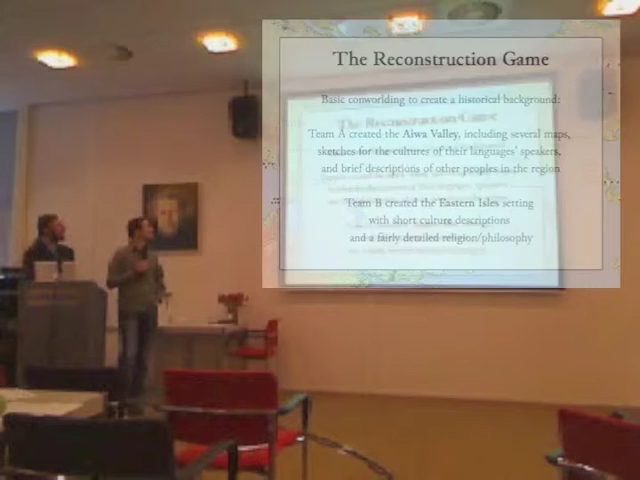 The Reconstruction Game
Basic conworlding to create a historical background:
Team A created the Aiwa Valley, including several maps,
sketches for the cultures of their languages' speakers,
and brief descriptions of other peoples in the region
Team B created the Eastern Isles setting
with short culture descriptions
and a fairly detailed religion/philosophy